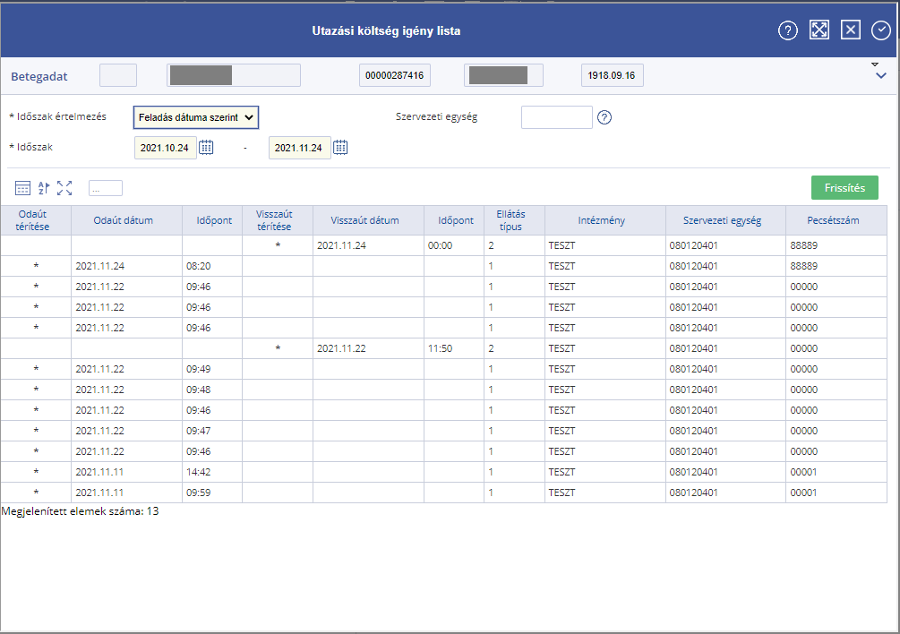 Utazási költség igény lista
Betegadat 00000287416 1918.09.16
* Időszak értelmezés Feladás dátuma szerint Szervezeti egység
* Időszak 2021.10.24 - 2021.11.24
... Frissítés
Odaút térítése Odaút dátum Időpont Visszaút térítése Visszaút dátum Időpont Ellátás típus Intézmény Szervezeti egység Pecsétszám
* 2021.11.24 00:00 2 TESZT 080120401 88889
* 2021.11.24 08:20 1 TESZT 080120401 88889
* 2021.11.22 09:46 1 TESZT 080120401 00000
* 2021.11.22 09:46 1 TESZT 080120401 00000
* 2021.11.22 09:46 1 TESZT 080120401 00000
* 2021.11.22 11:50 2 TESZT 080120401 00000
* 2021.11.22 09:49 1 TESZT 080120401 00000
* 2021.11.22 09:48 1 TESZT 080120401 00000
* 2021.11.22 09:46 1 TESZT 080120401 00000
* 2021.11.22 09:47 1 TESZT 080120401 00000
* 2021.11.22 09:46 1 TESZT 080120401 00000
* 2021.11.11 14:42 1 TESZT 080120401 00001
* 2021.11.11 09:59 1 TESZT 080120401 00001
Megjelenített elemek száma: 13